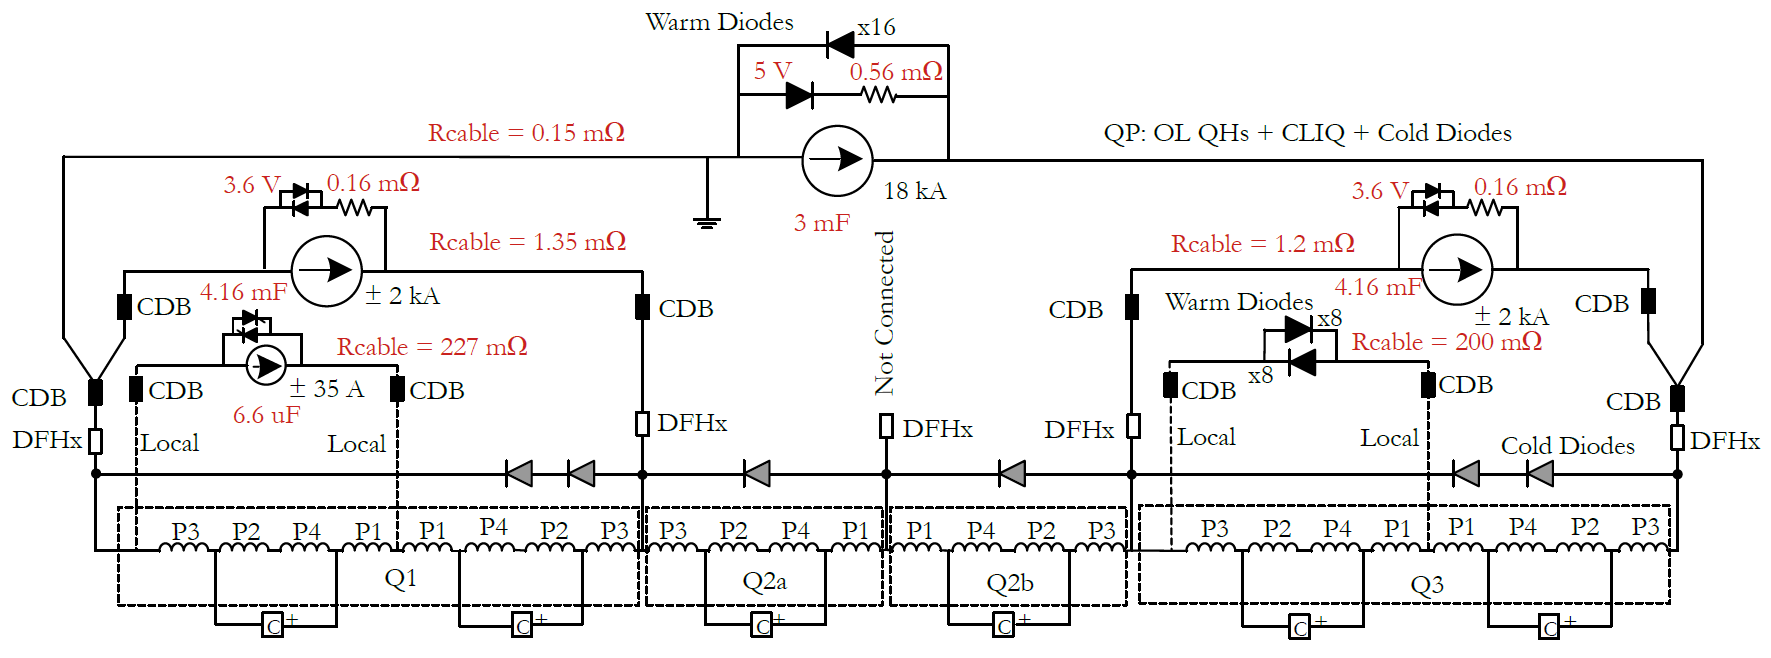 Warm Diodes
x16
5 V
0.56 mΩ
Rcable = 0.15 mΩ
QP: OL QHs + CLIQ + Cold Diodes
18 kA
3 mF
3.6 V
0.16 mΩ
Rcable = 1.35 mΩ
4.16 mF
± 2 kA
CDB
CDB
Rcable = 227 mΩ
± 35 A
6.6 uF
CDB
CDB
CDB
DFHx
Local
Local
DFHx
Not Connected
DFHx
3.6 V
0.16 mΩ
Rcable = 1.2 mΩ
4.16 mF
± 2 kA
CDB
CDB
Warm Diodes
x8
Rcable = 200 mΩ
x8
CDB
CDB
CDB
DFHx
Local
Local
Cold Diodes
DFHx
P3 P2 P4 P1 P1 P4 P2 P3 P3 P2 P4 P1 P1 P4 P2 P3 P3 P2 P4 P1 P1 P4 P2 P3
Q1
Q2a
Q2b
Q3
C +
C +
C +
C +
C +
C +